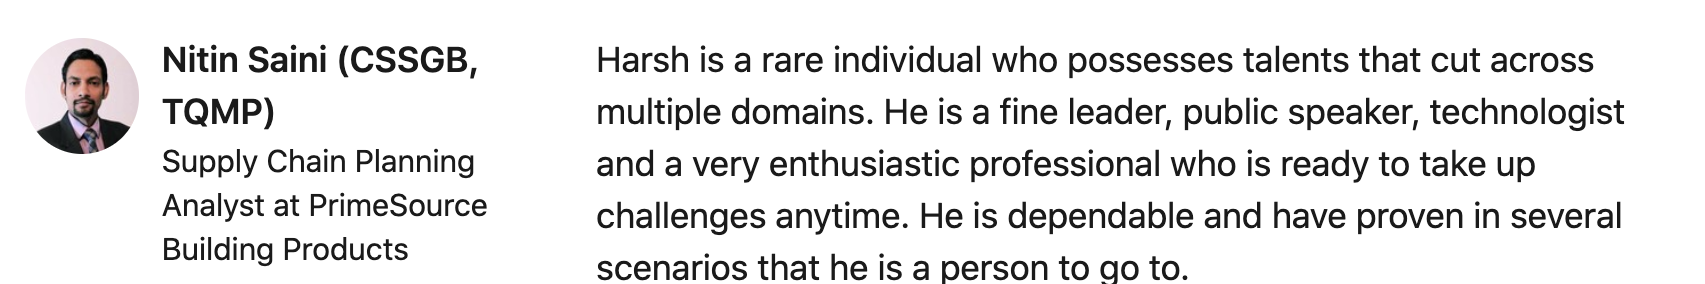 Nitin Saini (CSSGB,
TQMP)
Supply Chain Planning
Analyst at PrimeSource
Building Products
Harsh is a rare individual who possesses talents that cut across
multiple domains. He is a fine leader, public speaker, technologist
and a very enthusiastic professional who is ready to take up
challenges anytime. He is dependable and have proven in several
scenarios that he is a person to go to.